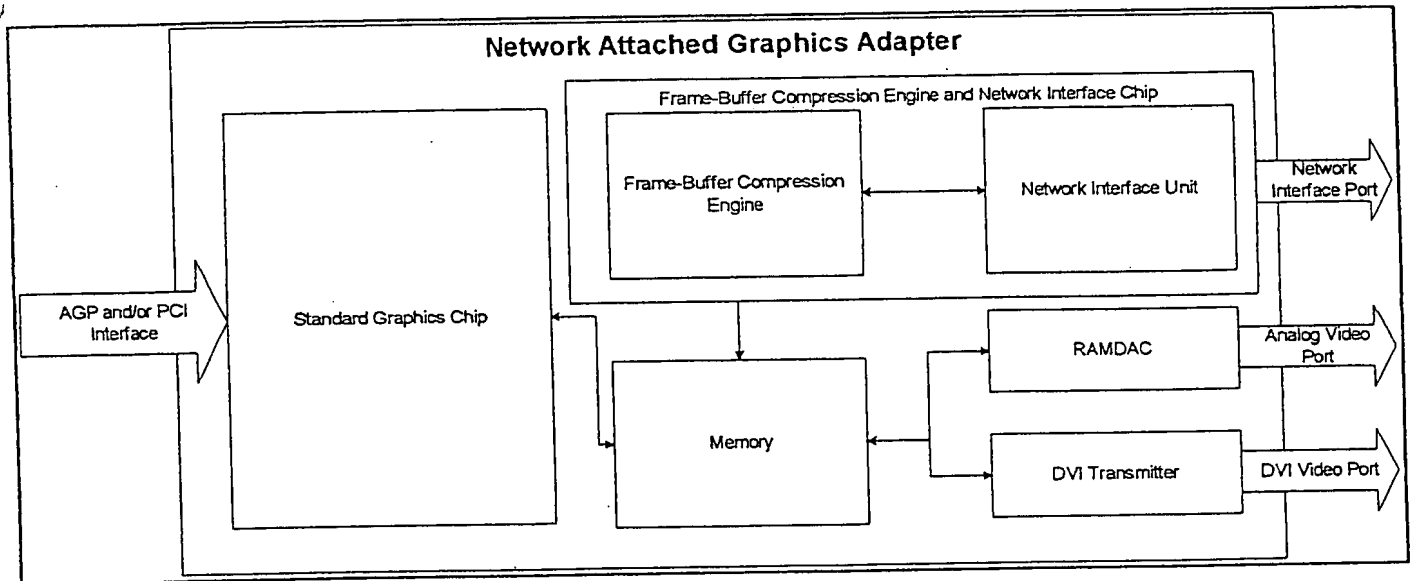 Network Attached Graphics Adapter
Frame-Buffer Compression Engine and Network Interface Chip
Frame-Buffer Compression
Engine
Network Interface Unit
Network
Interface Port
AGP and/or PCI
Interface
Standard Graphics Chip
RAMDAC
Analog Video
Port
Memory
DVI Transmitter
DVI Video Port